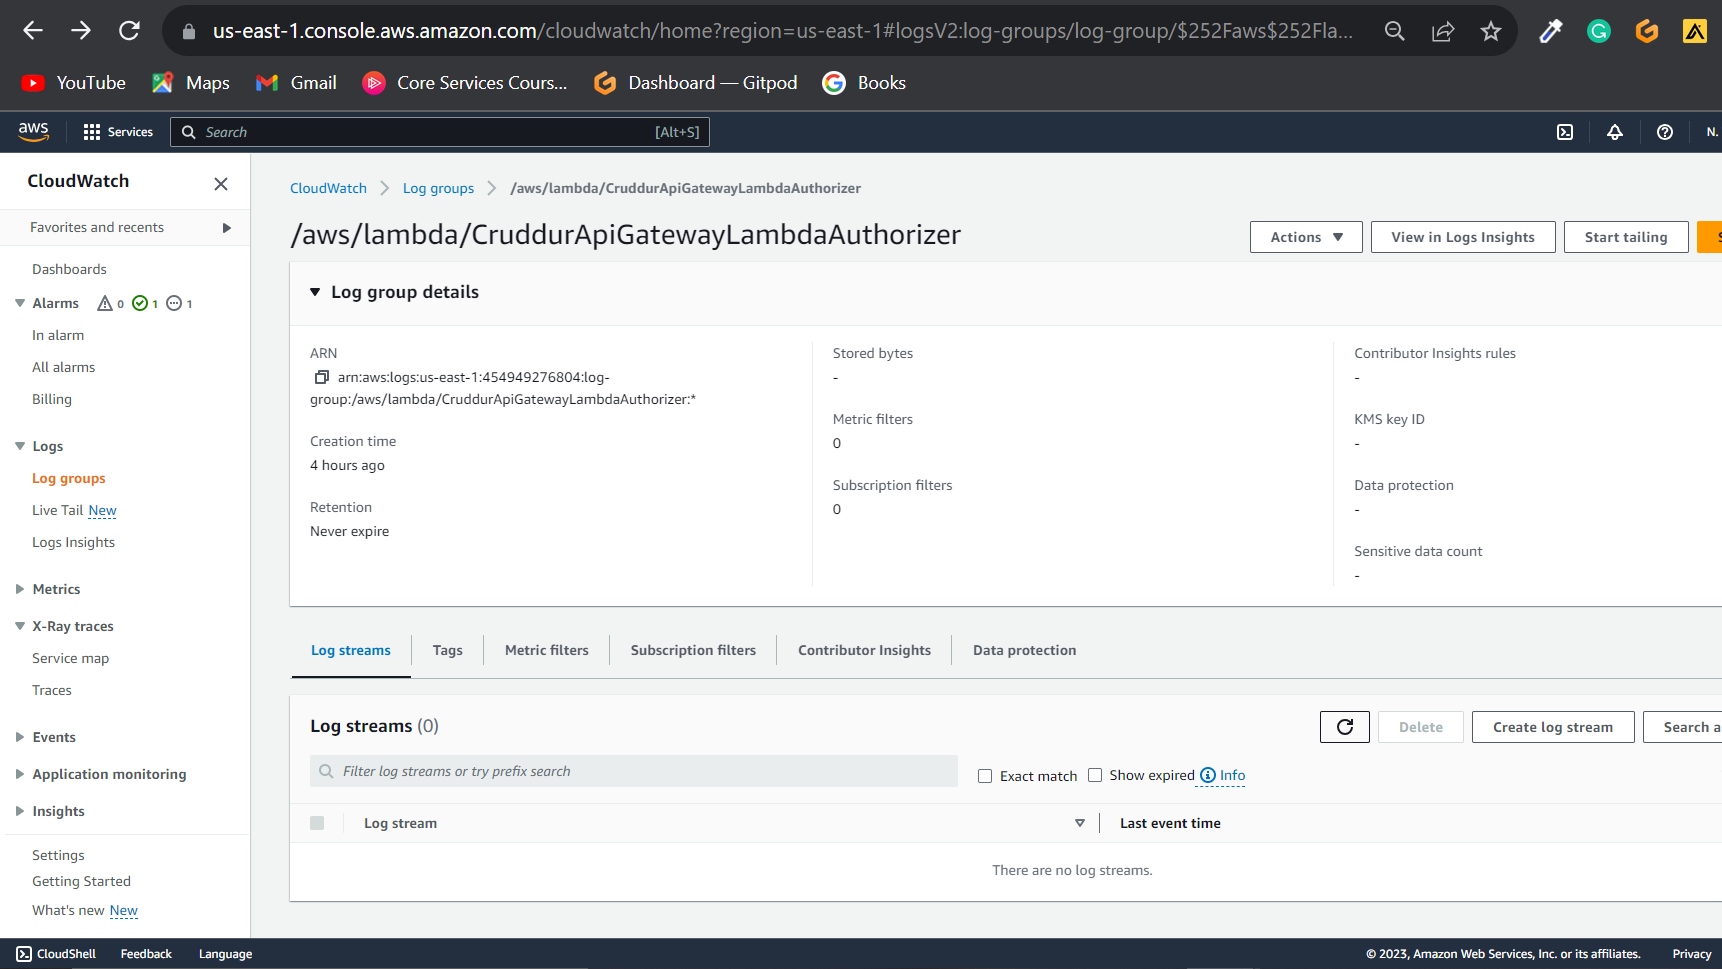 us-east-1.console.aws.amazon.com/cloudwatch/home?region=us-east-1#logsV2:log-groups/log-group/$252Faws$252Fla...
YouTube Maps Gmail Core Services Cours... Dashboard — Gitpod Books
aws Services Search [Alt+S] N.
CloudWatch
Favorites and recents
Dashboards
Alarms 0 1 1
In alarm
All alarms
Billing
Logs
Log groups
Live Tail New
Logs Insights
Metrics
X-Ray traces
Service map
Traces
Events
Application monitoring
Insights
Settings
Getting Started
What's new New
CloudWatch Log groups /aws/lambda/CruddurApiGatewayLambdaAuthorizer
/aws/lambda/CruddurApiGatewayLambdaAuthorizer
Actions View in Logs Insights Start tailing
Log group details
ARN
arn:aws:logs:us-east-1:454949276804:log-
group:/aws/lambda/CruddurApiGatewayLambdaAuthorizer:*
Creation time
4 hours ago
Retention
Never expire
Stored bytes
-
Metric filters
0
Subscription filters
0
Contributor Insights rules
-
KMS key ID
-
Data protection
-
Sensitive data count
-
Log streams Tags Metric filters Subscription filters Contributor Insights Data protection
Log streams (0)
Delete Create log stream Search a
Filter log streams or try prefix search
Exact match Show expired Info
Log stream Last event time
There are no log streams.
CloudShell Feedback Language © 2023, Amazon Web Services, Inc. or its affiliates. Privacy